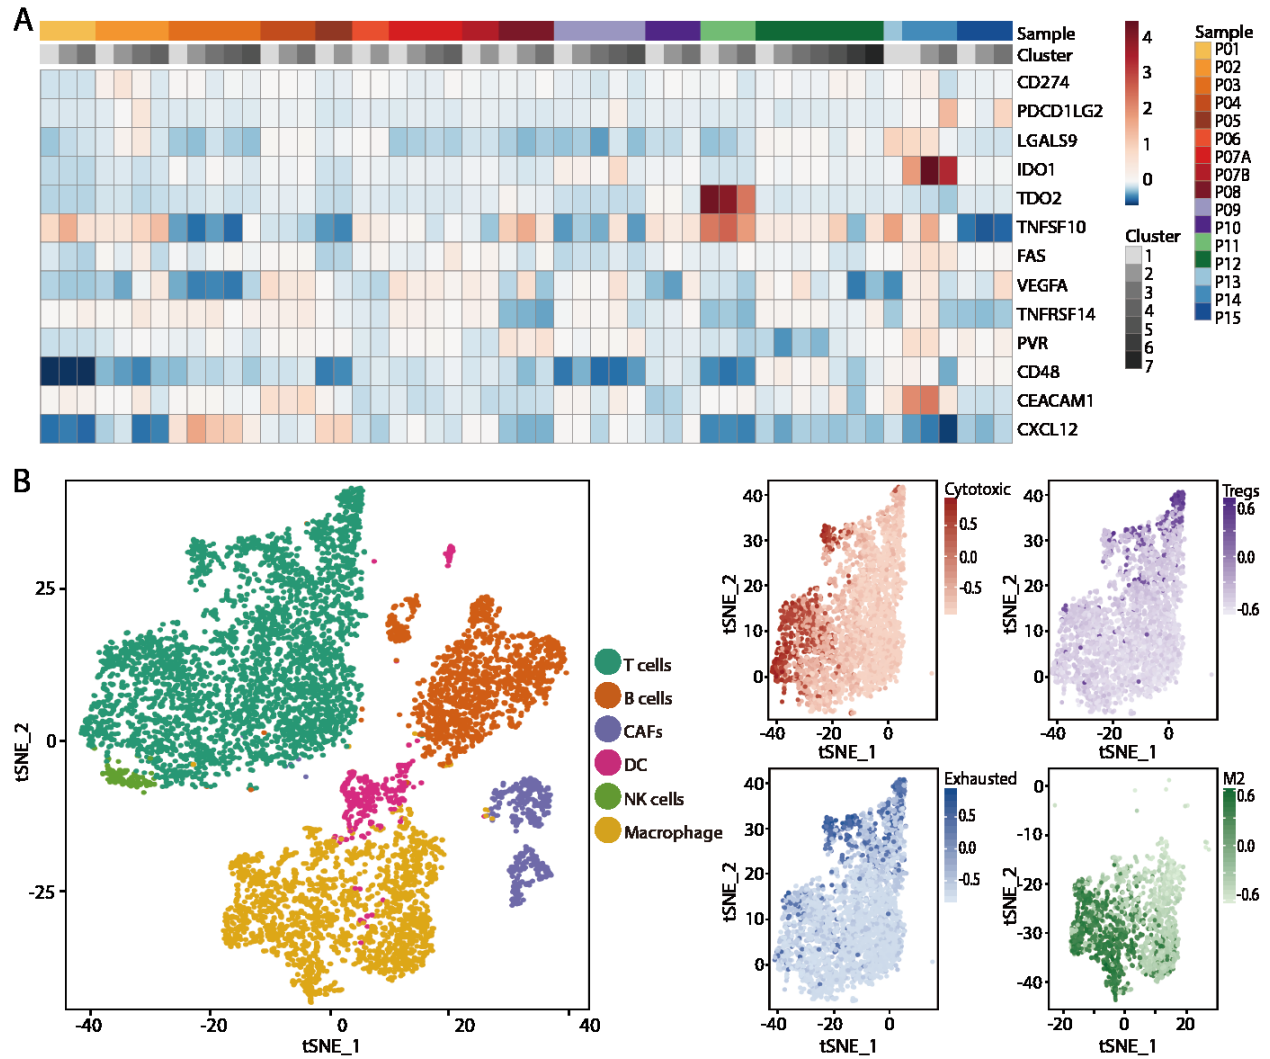 A
Sample
Cluster
CD274
PDCD1LG2
LGALS9
IDO1
TDO2
TNFSF10
FAS
VEGFA
TNFRSF14
PVR
CD48
CEACAM1
CXCL12
4
3
2
1
0
Cluster
1
2
3
4
5
6
7
Sample
P01
P02
P03
P04
P05
P06
P07A
P07B
P08
P09
P10
P11
P12
P13
P14
P15
B
25
0
-25
tSNE_2
-40
-20
0
20
40
tSNE_1
T cells
B cells
CAFs
DC
NK cells
Macrophage
Cytotoxic
0.5
0.0
-0.5
40
30
20
10
0
tSNE_2
-40
-20
0
tSNE_1
Tregs
0.6
0.0
-0.6
40
30
20
10
0
tSNE_2
-40
-20
0
tSNE_1
Exhausted
0.5
0.0
-0.5
40
30
20
10
0
tSNE_2
-40
-20
0
tSNE_1
M2
0.6
0.0
-0.6
0
-10
-20
-30
-40
tSNE_2
-20
0
20
tSNE_1